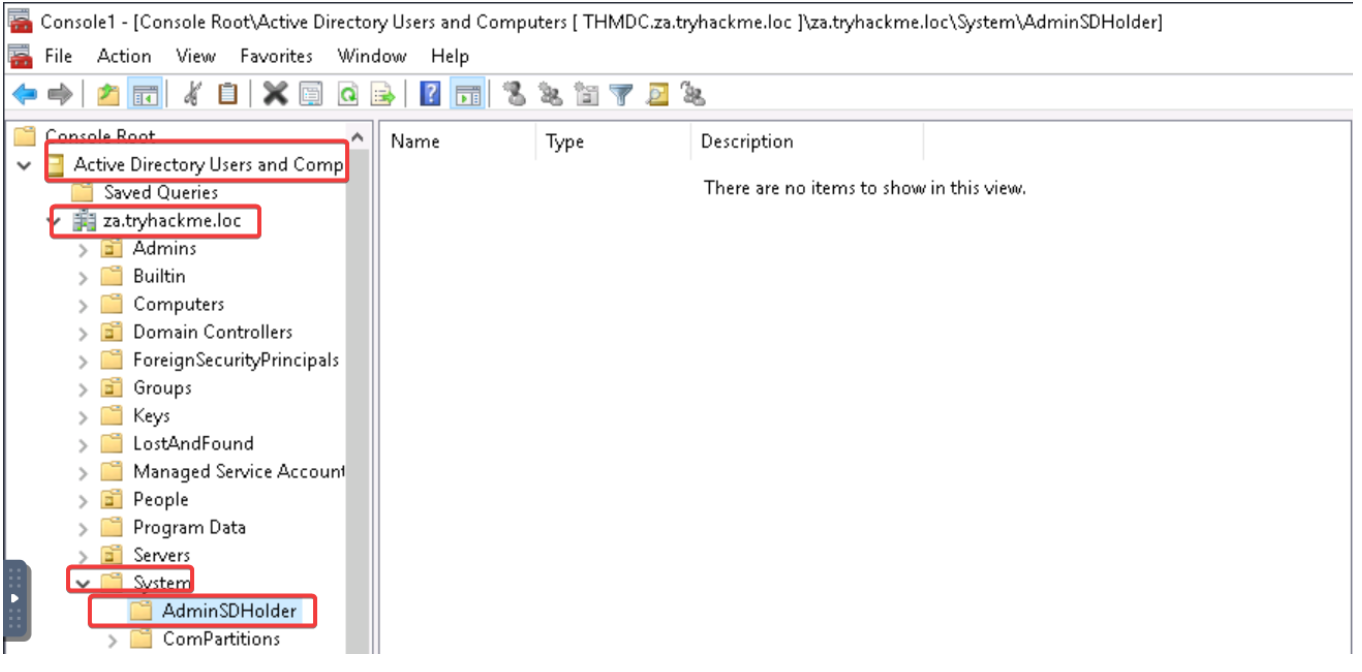 Console1 - [Console Root\Active Directory Users and Computers [ THMDC.za.tryhackme.loc ]\za.tryhackme.loc\System\AdminSDHolder]
File Action View Favorites Window Help
Console Root
Active Directory Users and Comp
Saved Queries
za.tryhackme.loc
Admins
Builtin
Computers
Domain Controllers
ForeignSecurityPrincipals
Groups
Keys
LostAndFound
Managed Service Account
People
Program Data
Servers
System
AdminSDHolder
ComPartitions
Name Type Description
There are no items to show in this view.